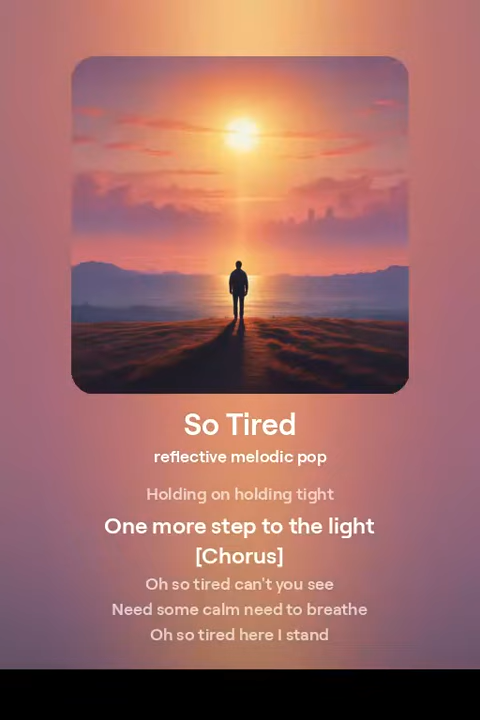 So Tired
reflective melodic pop
Holding on holding tight
One more step to the light
[Chorus]
Oh so tired can't you see
Need some calm need to breathe
Oh so tired here I stand